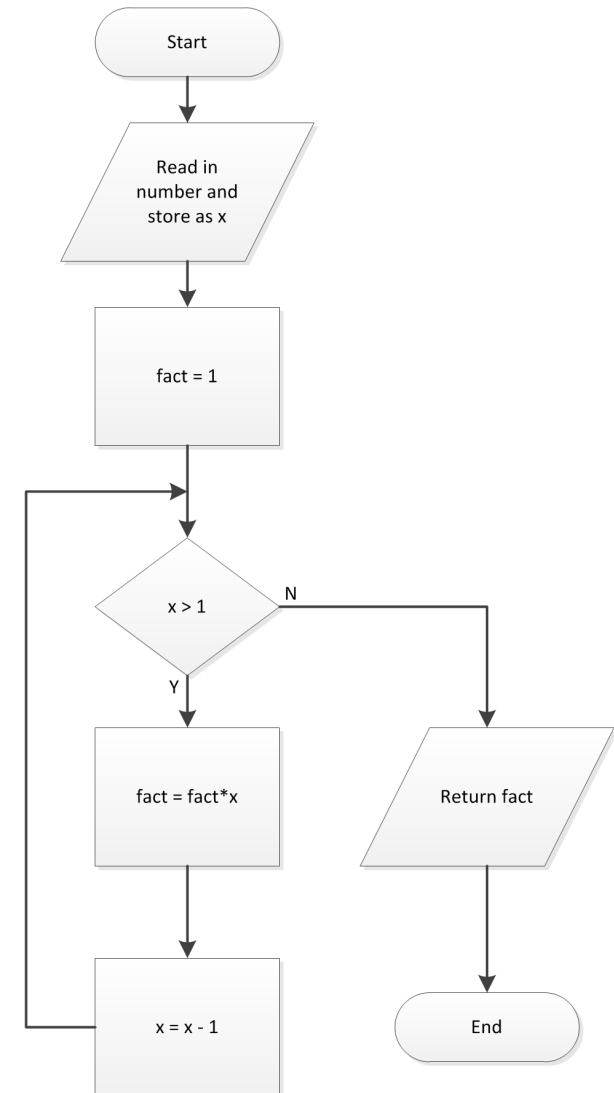 Start
Read in
number and
store as x
fact = 1
x > 1
N
Y
fact = fact*x
Return fact
x = x - 1
End